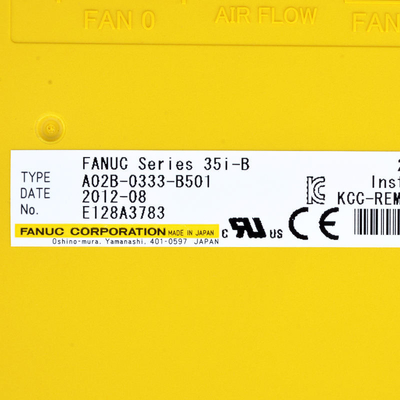 FAN 0
AIR FLOW
FAN
FANUC Series 35i-B
TYPE A02B-0333-B501
DATE 2012-08
No. E128A3783
FANUC CORPORATION MADE IN JAPAN
Oshino-mura, Yamanashi, 401-0597 JAPAN
c RU US
Inst
KCC-REM
CE